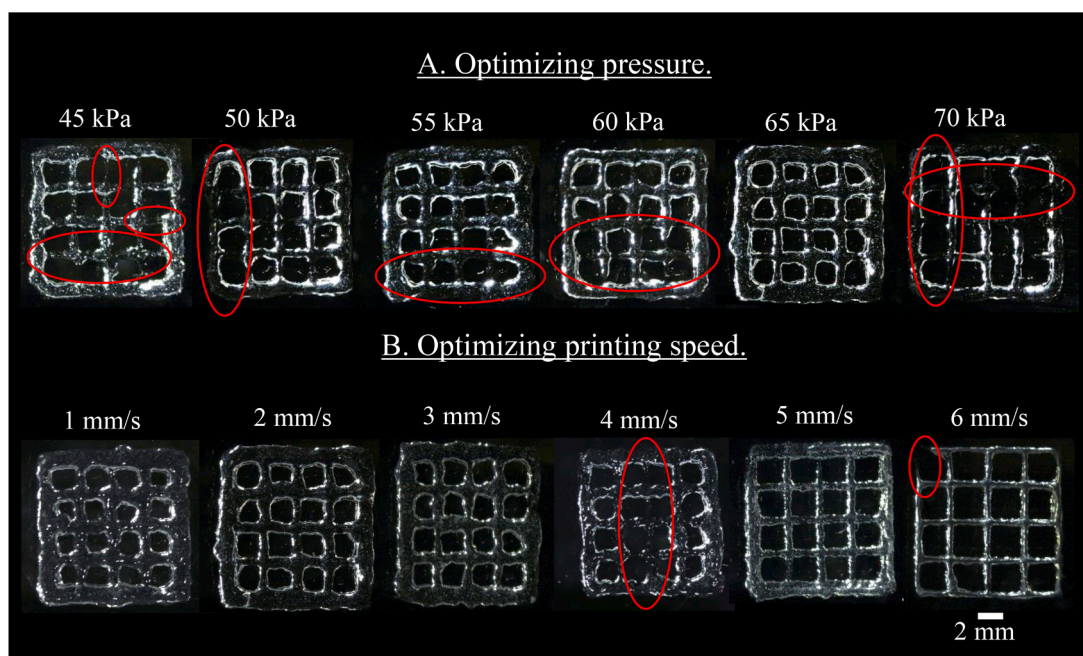 A. Optimizing pressure.
45 kPa
50 kPa
55 kPa
60 kPa
65 kPa
70 kPa
B. Optimizing printing speed.
1 mm/s
2 mm/s
3 mm/s
4 mm/s
5 mm/s
6 mm/s
2 mm